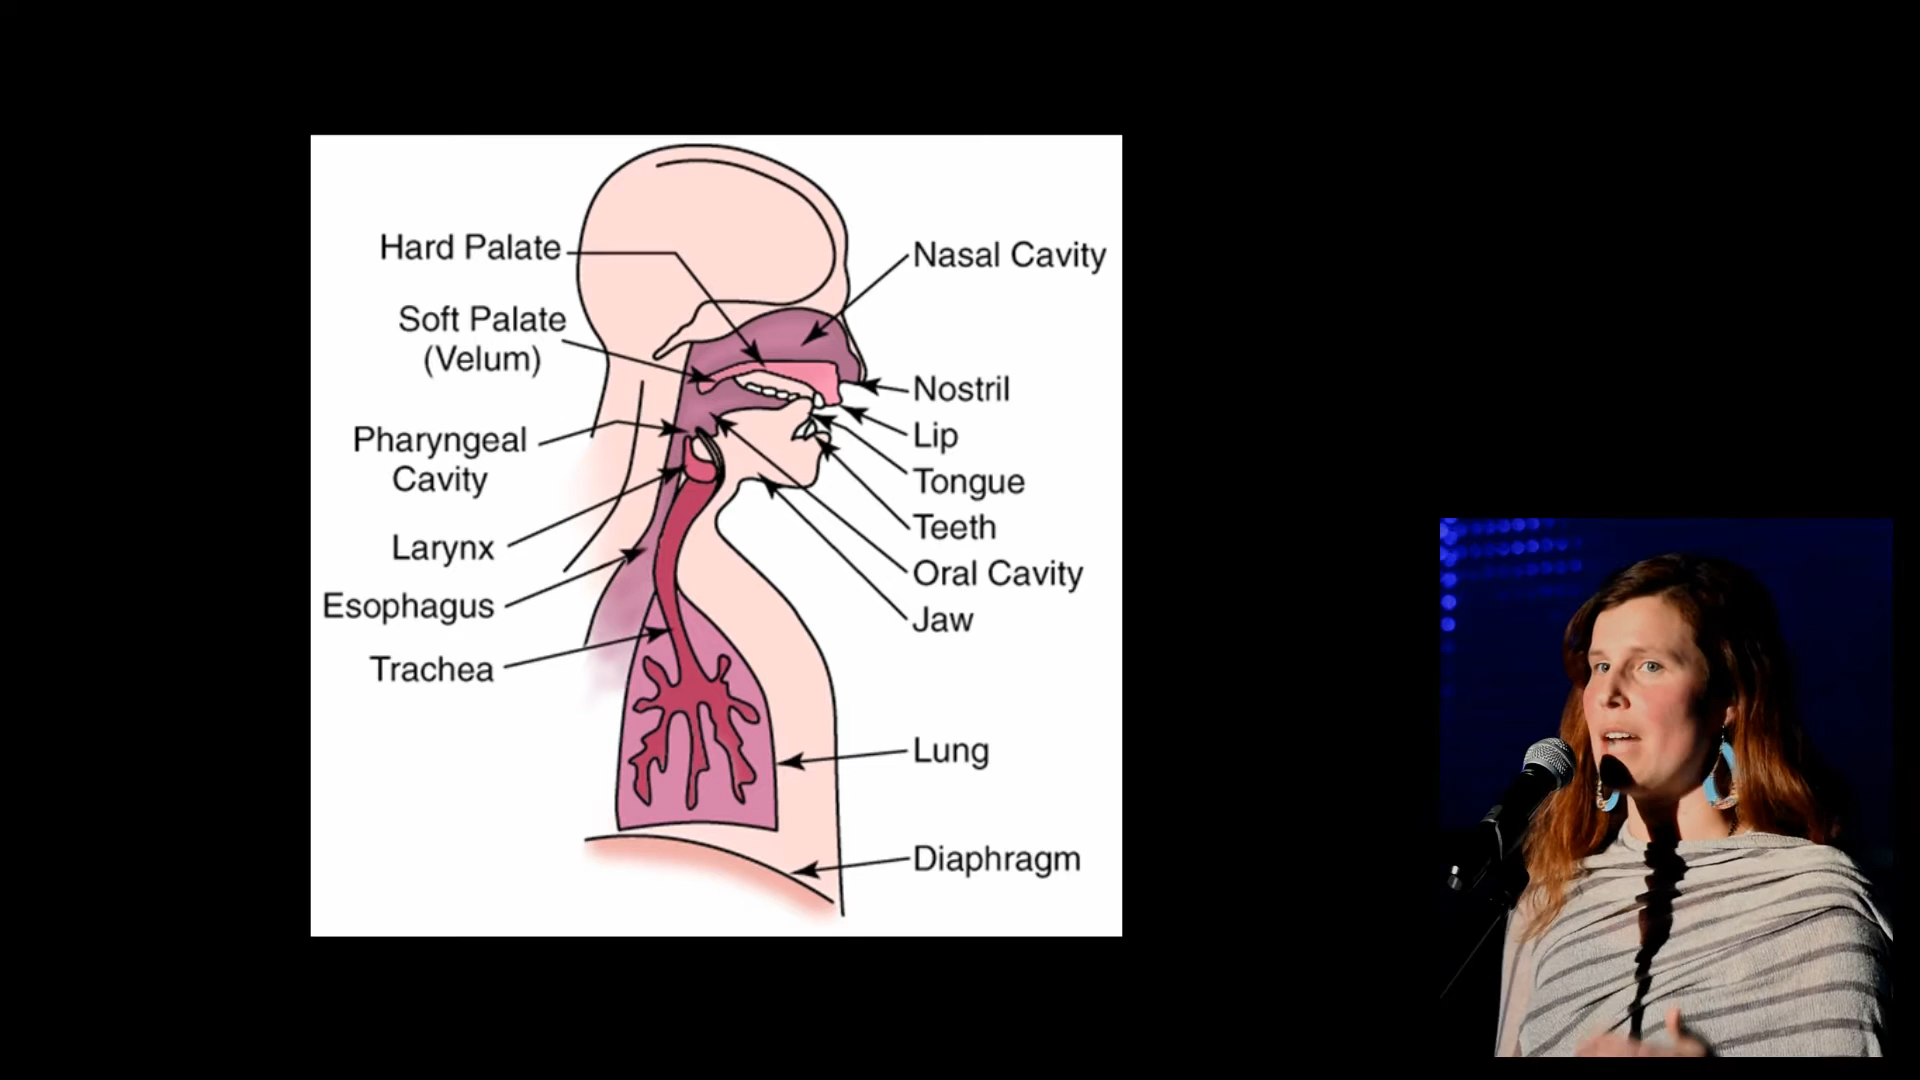 Hard Palate
Soft Palate
(Velum)
Pharyngeal
Cavity
Larynx
Esophagus
Trachea
Nasal Cavity
Nostril
Lip
Tongue
Teeth
Oral Cavity
Jaw
Lung
Diaphragm